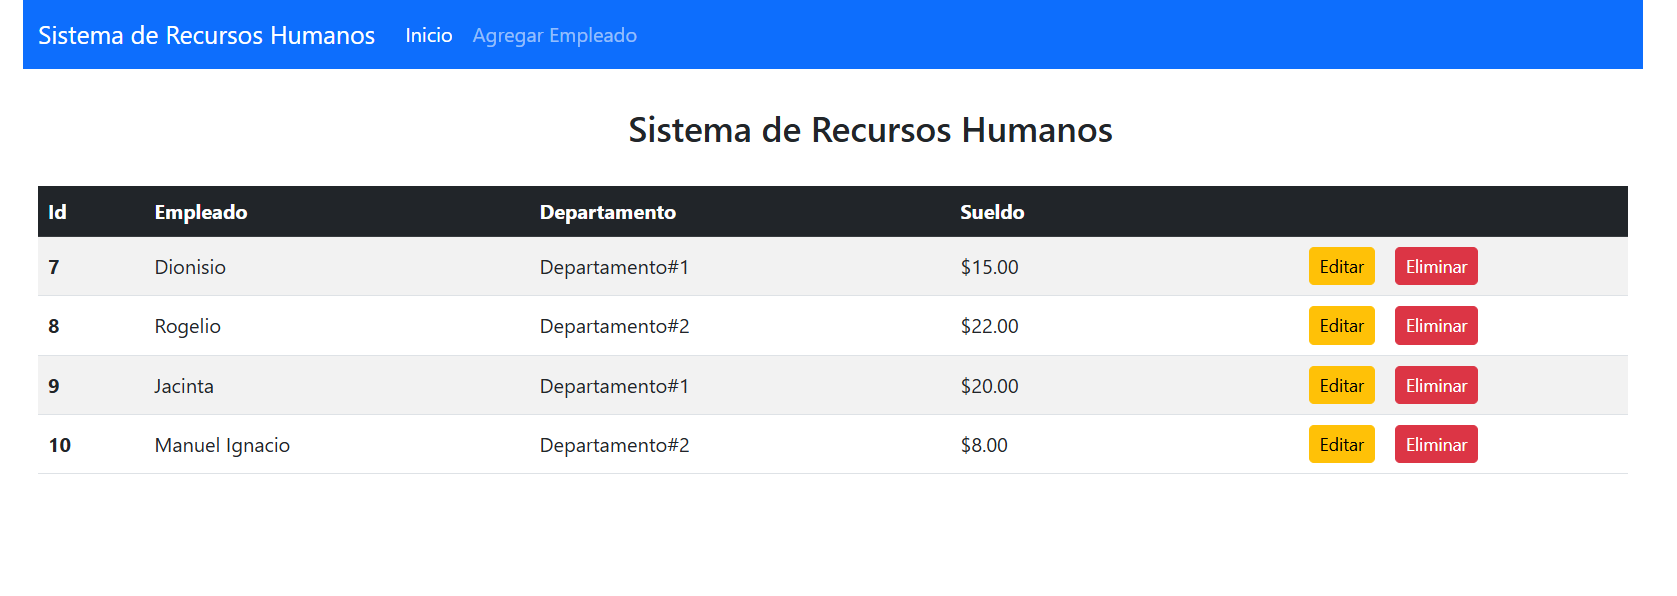 Sistema de Recursos Humanos Inicio Agregar Empleado
Sistema de Recursos Humanos
Id Empleado Departamento Sueldo
7 Dionisio Departamento#1 $15.00 Editar Eliminar
8 Rogelio Departamento#2 $22.00 Editar Eliminar
9 Jacinta Departamento#1 $20.00 Editar Eliminar
10 Manuel Ignacio Departamento#2 $8.00 Editar Eliminar